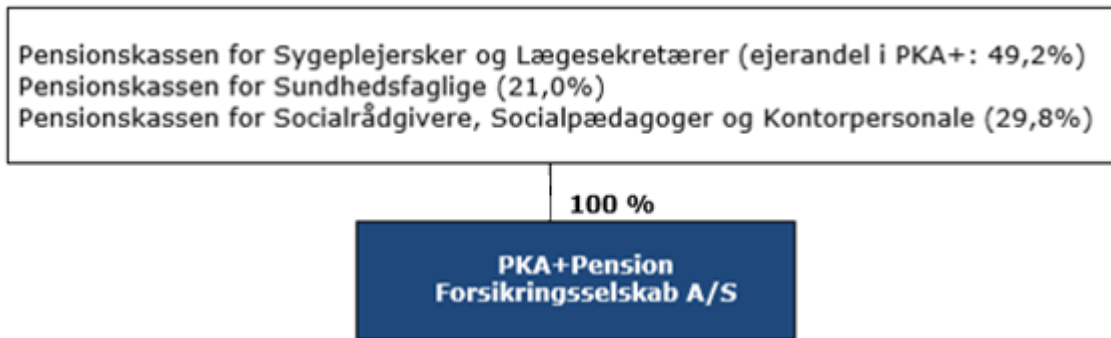 Pensionskassen for Sygeplejersker og Lægesekretærer (ejerandel i PKA+: 49,2%)
Pensionskassen for Sundhedsfaglige (21,0%)
Pensionskassen for Socialrådgivere, Socialpædagoger og Kontorpersonale (29,8%)
100 %
PKA+Pension
Forsikringsselskab A/S